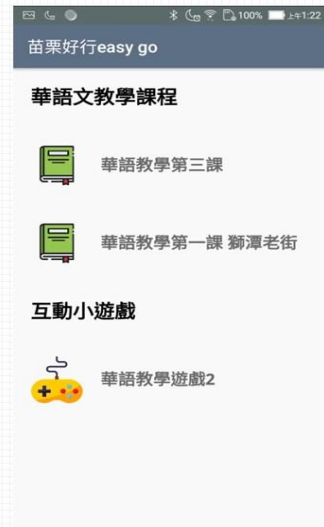 100% 上午1:22
苗栗好行easy go
華語文教學課程
華語教學第三課
華語教學第一課 獅潭老街
互動小遊戲
華語教學遊戲2